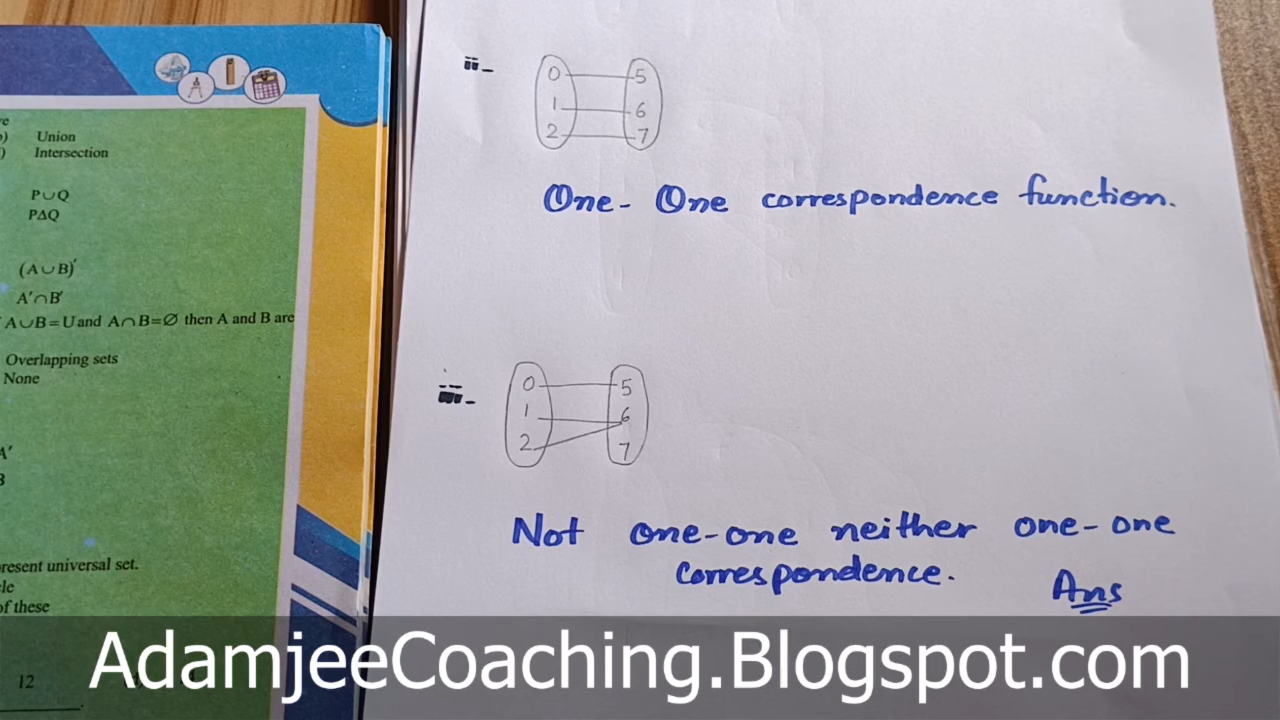 Union
Intersection
P∪Q
PΔQ
(A∪B)′
A′∩B′
A∪B=U and A∩B=∅ then A and B are
Overlapping sets
None
A′
B
present universal set.
of these
12
ii-
0 5
1 6
2 7
One- One correspondence function.
iii-
0 5
1 6
2 7
Not one-one neither one-one
correspondence.
Ans
AdamjeeCoaching.Blogspot.com